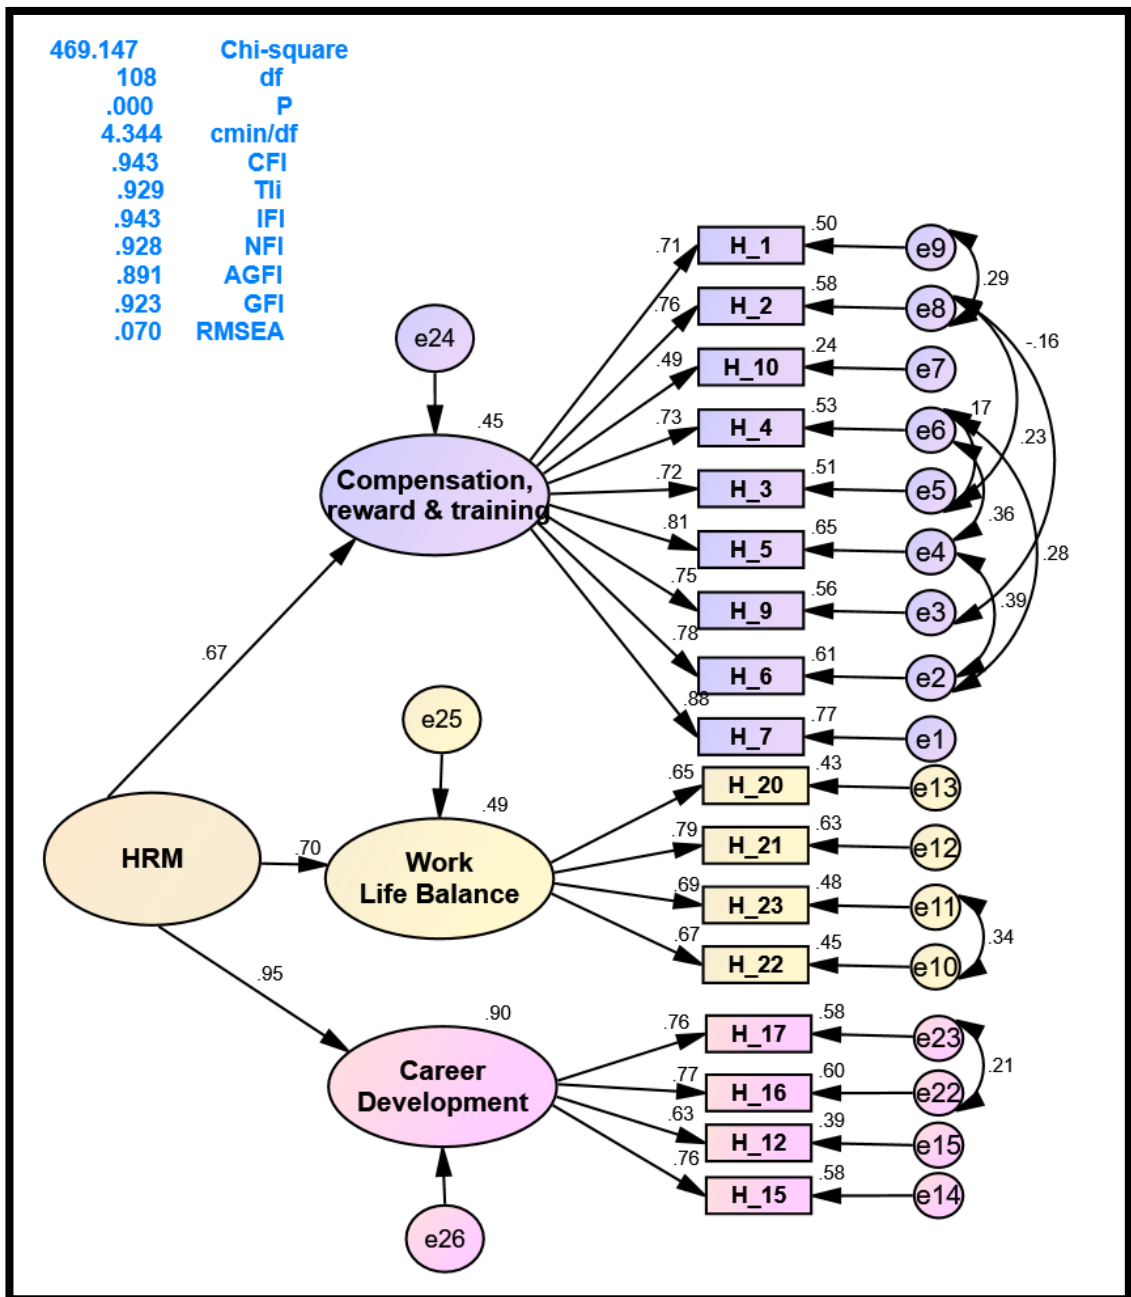 469.147 Chi-square
108 df
.000 P
4.344 cmin/df
.943 CFI
.929 Tli
.943 IFI
.928 NFI
.891 AGFI
.923 GFI
.070 RMSEA
e24
.45
Compensation,
reward & training
.71 H_1 .50 e9
.29
.76 H_2 .58 e8
-.16
.49 H_10 .24 e7
.73 H_4 .53 e6 .17
.23
.72 H_3 .51 e5
.36
.81 H_5 .65 e4
.28
.75 H_9 .56 e3
.39
.78 H_6 .61 e2
.88 H_7 .77 e1
.67
e25
.49
HRM
.70
Work
Life Balance
.65 H_20 .43 e13
.79 H_21 .63 e12
.69 H_23 .48 e11
.34
.67 H_22 .45 e10
.95
.90
Career
Development
.76 H_17 .58 e23
.21
.77 H_16 .60 e22
.63 H_12 .39 e15
.76 H_15 .58 e14
e26